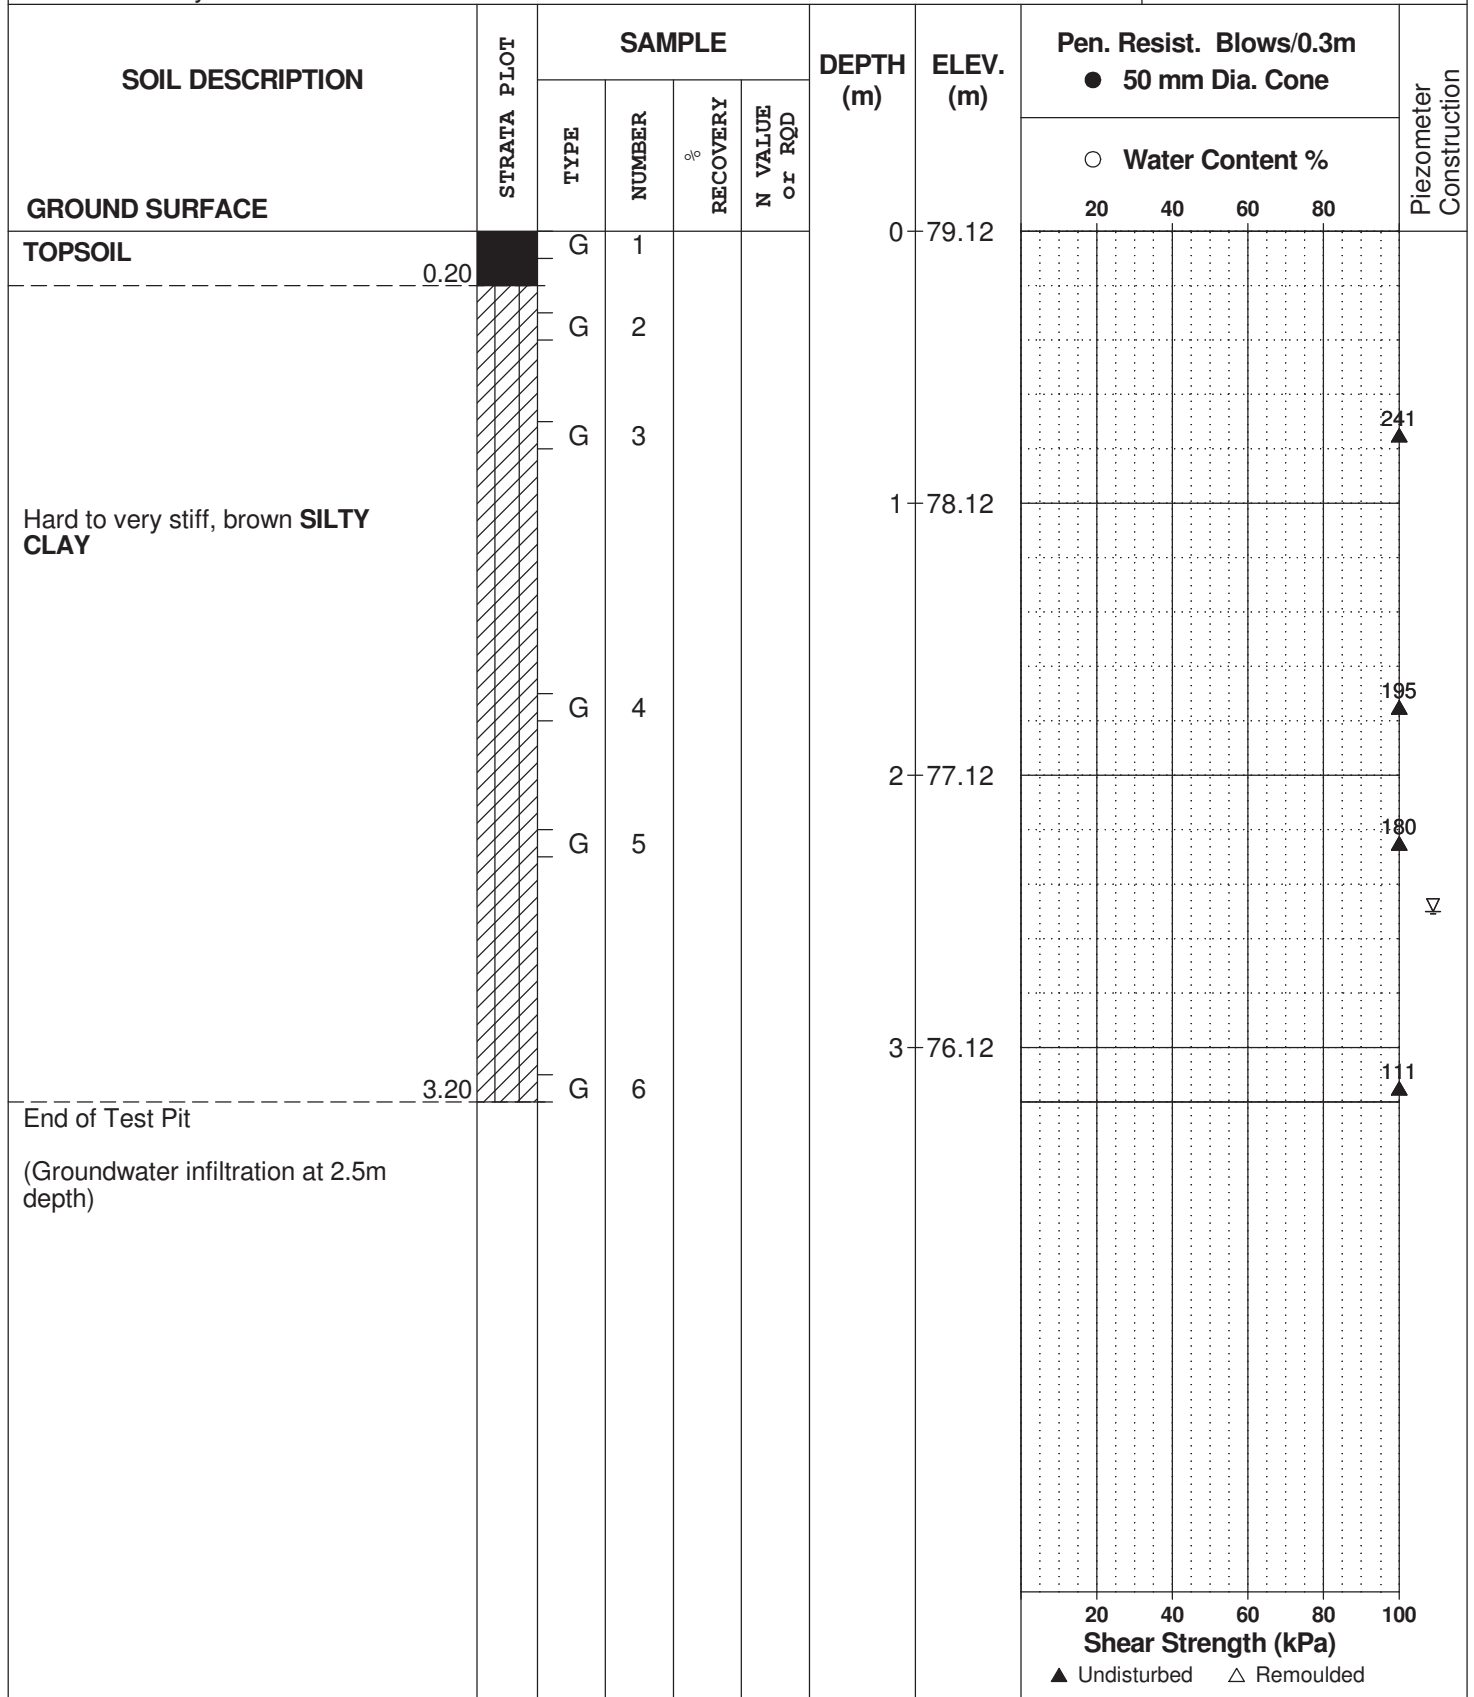 SOIL DESCRIPTION
GROUND SURFACE
STRATA PLOT
SAMPLE
TYPE
NUMBER
%
RECOVERY
N VALUE
or RQD
DEPTH
(m)
ELEV.
(m)
Pen. Resist. Blows/0.3m
● 50 mm Dia. Cone
○ Water Content %
20 40 60 80
Piezometer
Construction
TOPSOIL
0.20
G 1
0 79.12
G 2
G 3
241
1 78.12
Hard to very stiff, brown SILTY
CLAY
G 4
195
2 77.12
G 5
180
3 76.12
3.20
G 6
111
End of Test Pit
(Groundwater infiltration at 2.5m
depth)
20 40 60 80 100
Shear Strength (kPa)
▲ Undisturbed △ Remoulded